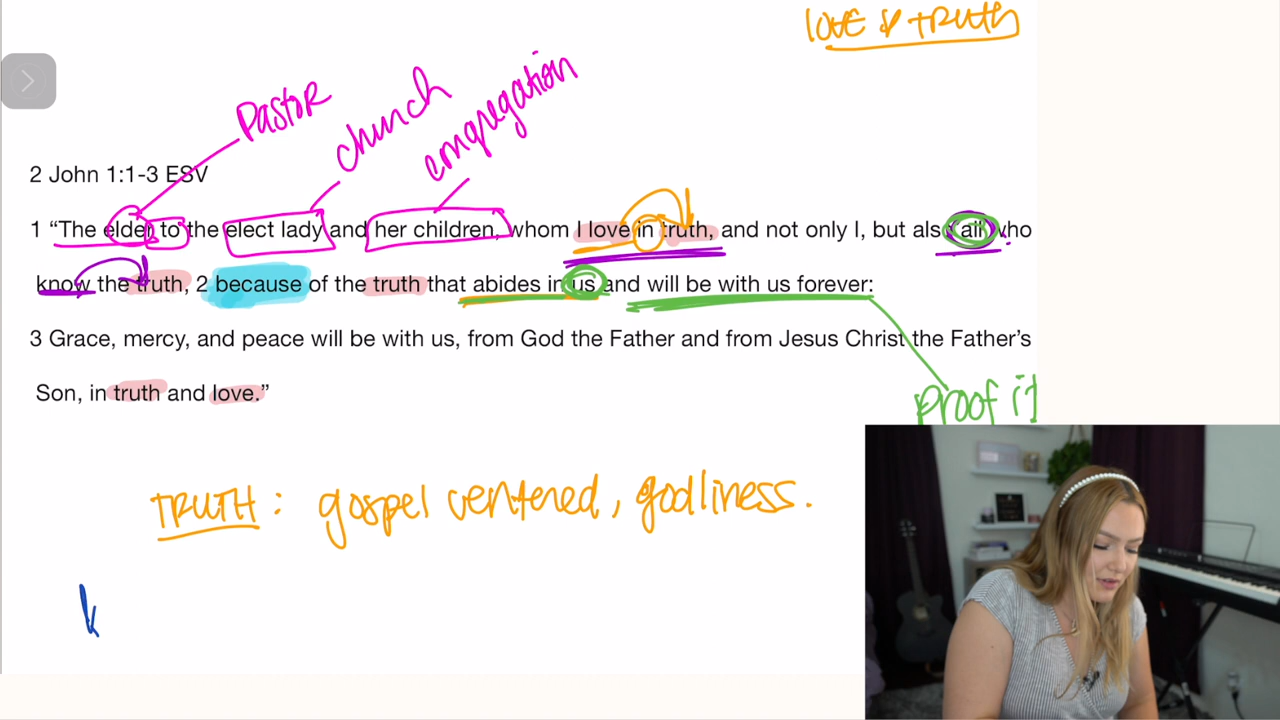 love & TRUTH
Pastor
church
congregation
2 John 1:1-3 ESV
1 “The elder to the elect lady and her children, whom I love in truth, and not only I, but also all who
know the truth, 2 because of the truth that abides in us and will be with us forever:
3 Grace, mercy, and peace will be with us, from God the Father and from Jesus Christ the Father’s
Son, in truth and love.”
proof it
TRUTH: gospel centered, godliness.
k